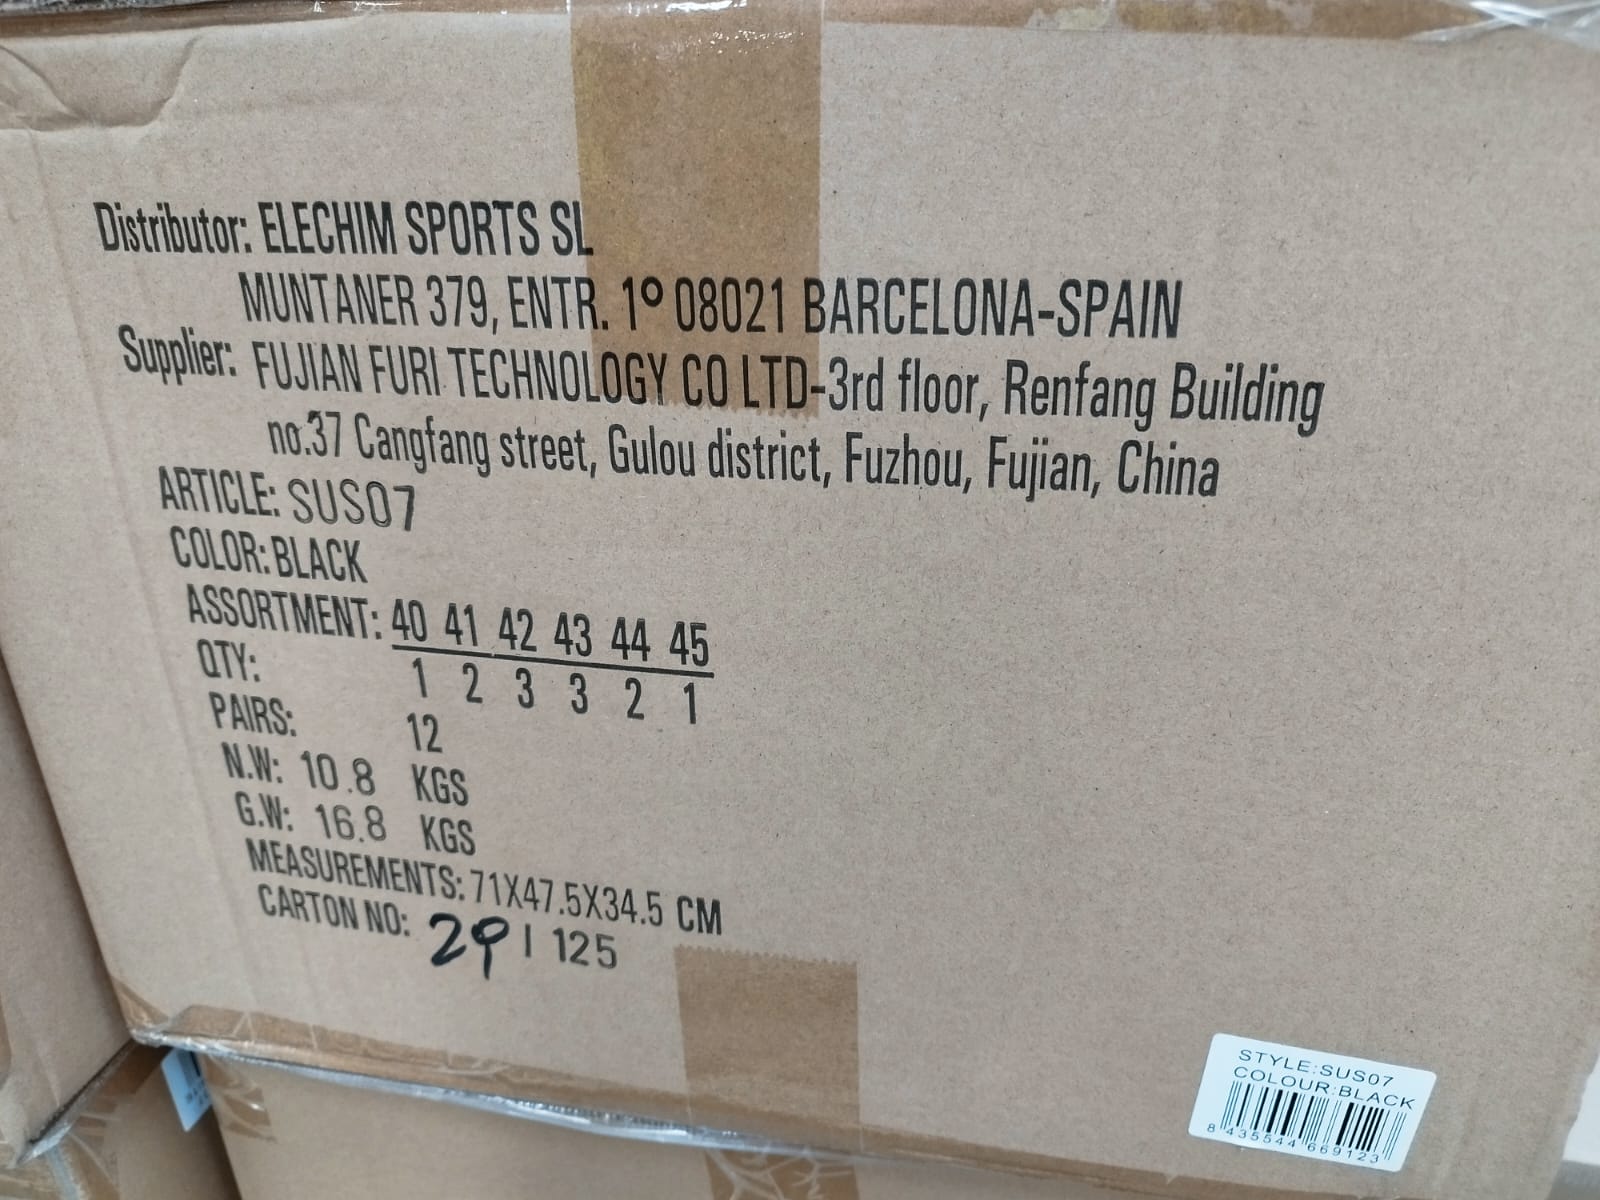 Distributor: ELECHIM SPORTS SL
MUNTANER 379, ENTR. 1º 08021 BARCELONA-SPAIN
Supplier: FUJIAN FURI TECHNOLOGY CO LTD-3rd floor, Renfang Building
no.37 Cangfang street, Gulou district, Fuzhou, Fujian, China
ARTICLE: SUS07
COLOR: BLACK
ASSORTMENT: 40 41 42 43 44 45
QTY: 1 2 3 3 2 1
PAIRS: 12
N.W: 10.8 KGS
G.W: 16.8 KGS
MEASUREMENTS: 71X47.5X34.5 CM
CARTON NO: 29 / 125
STYLE:SUS07
COLOUR:BLACK
8 435544 669123